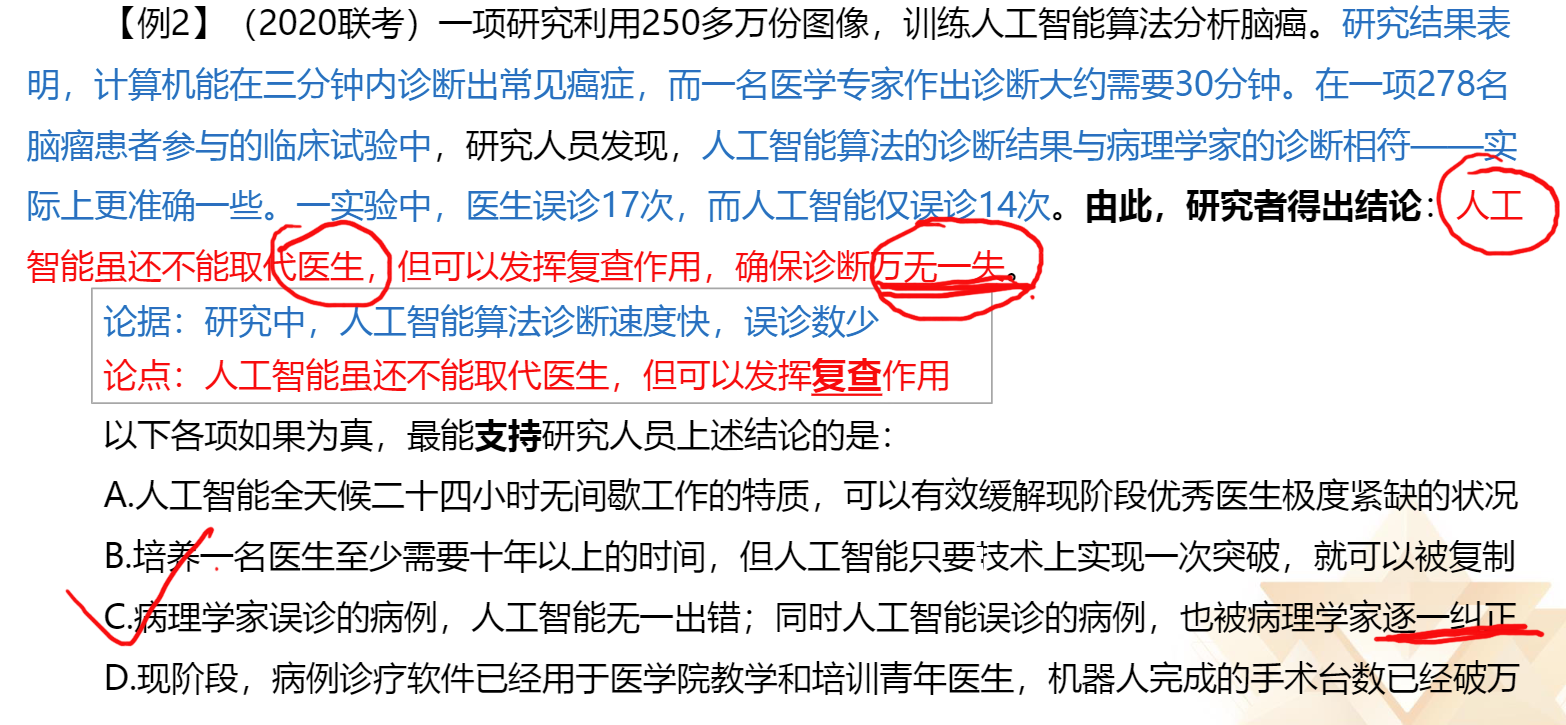 【例2】（2020联考）一项研究利用250多万份图像，训练人工智能算法分析脑癌。研究结果表
明，计算机能在三分钟内诊断出常见癌症，而一名医学专家作出诊断大约需要30分钟。在一项278名
脑瘤患者参与的临床试验中，研究人员发现，人工智能算法的诊断结果与病理学家的诊断相符——实
际上更准确一些。一实验中，医生误诊17次，而人工智能仅误诊14次。由此，研究者得出结论：人工
智能虽还不能取代医生，但可以发挥复查作用，确保诊断万无一失。
论据：研究中，人工智能算法诊断速度快，误诊数少
论点：人工智能虽还不能取代医生，但可以发挥复查作用
以下各项如果为真，最能支持研究人员上述结论的是：
A.人工智能全天候二十四小时无间歇工作的特质，可以有效缓解现阶段优秀医生极度紧缺的状况
B.培养一名医生至少需要十年以上的时间，但人工智能只要技术上实现一次突破，就可以被复制
C.病理学家误诊的病例，人工智能无一出错；同时人工智能误诊的病例，也被病理学家逐一纠正
D.现阶段，病例诊疗软件已经用于医学院教学和培训青年医生，机器人完成的手术台数已经破万